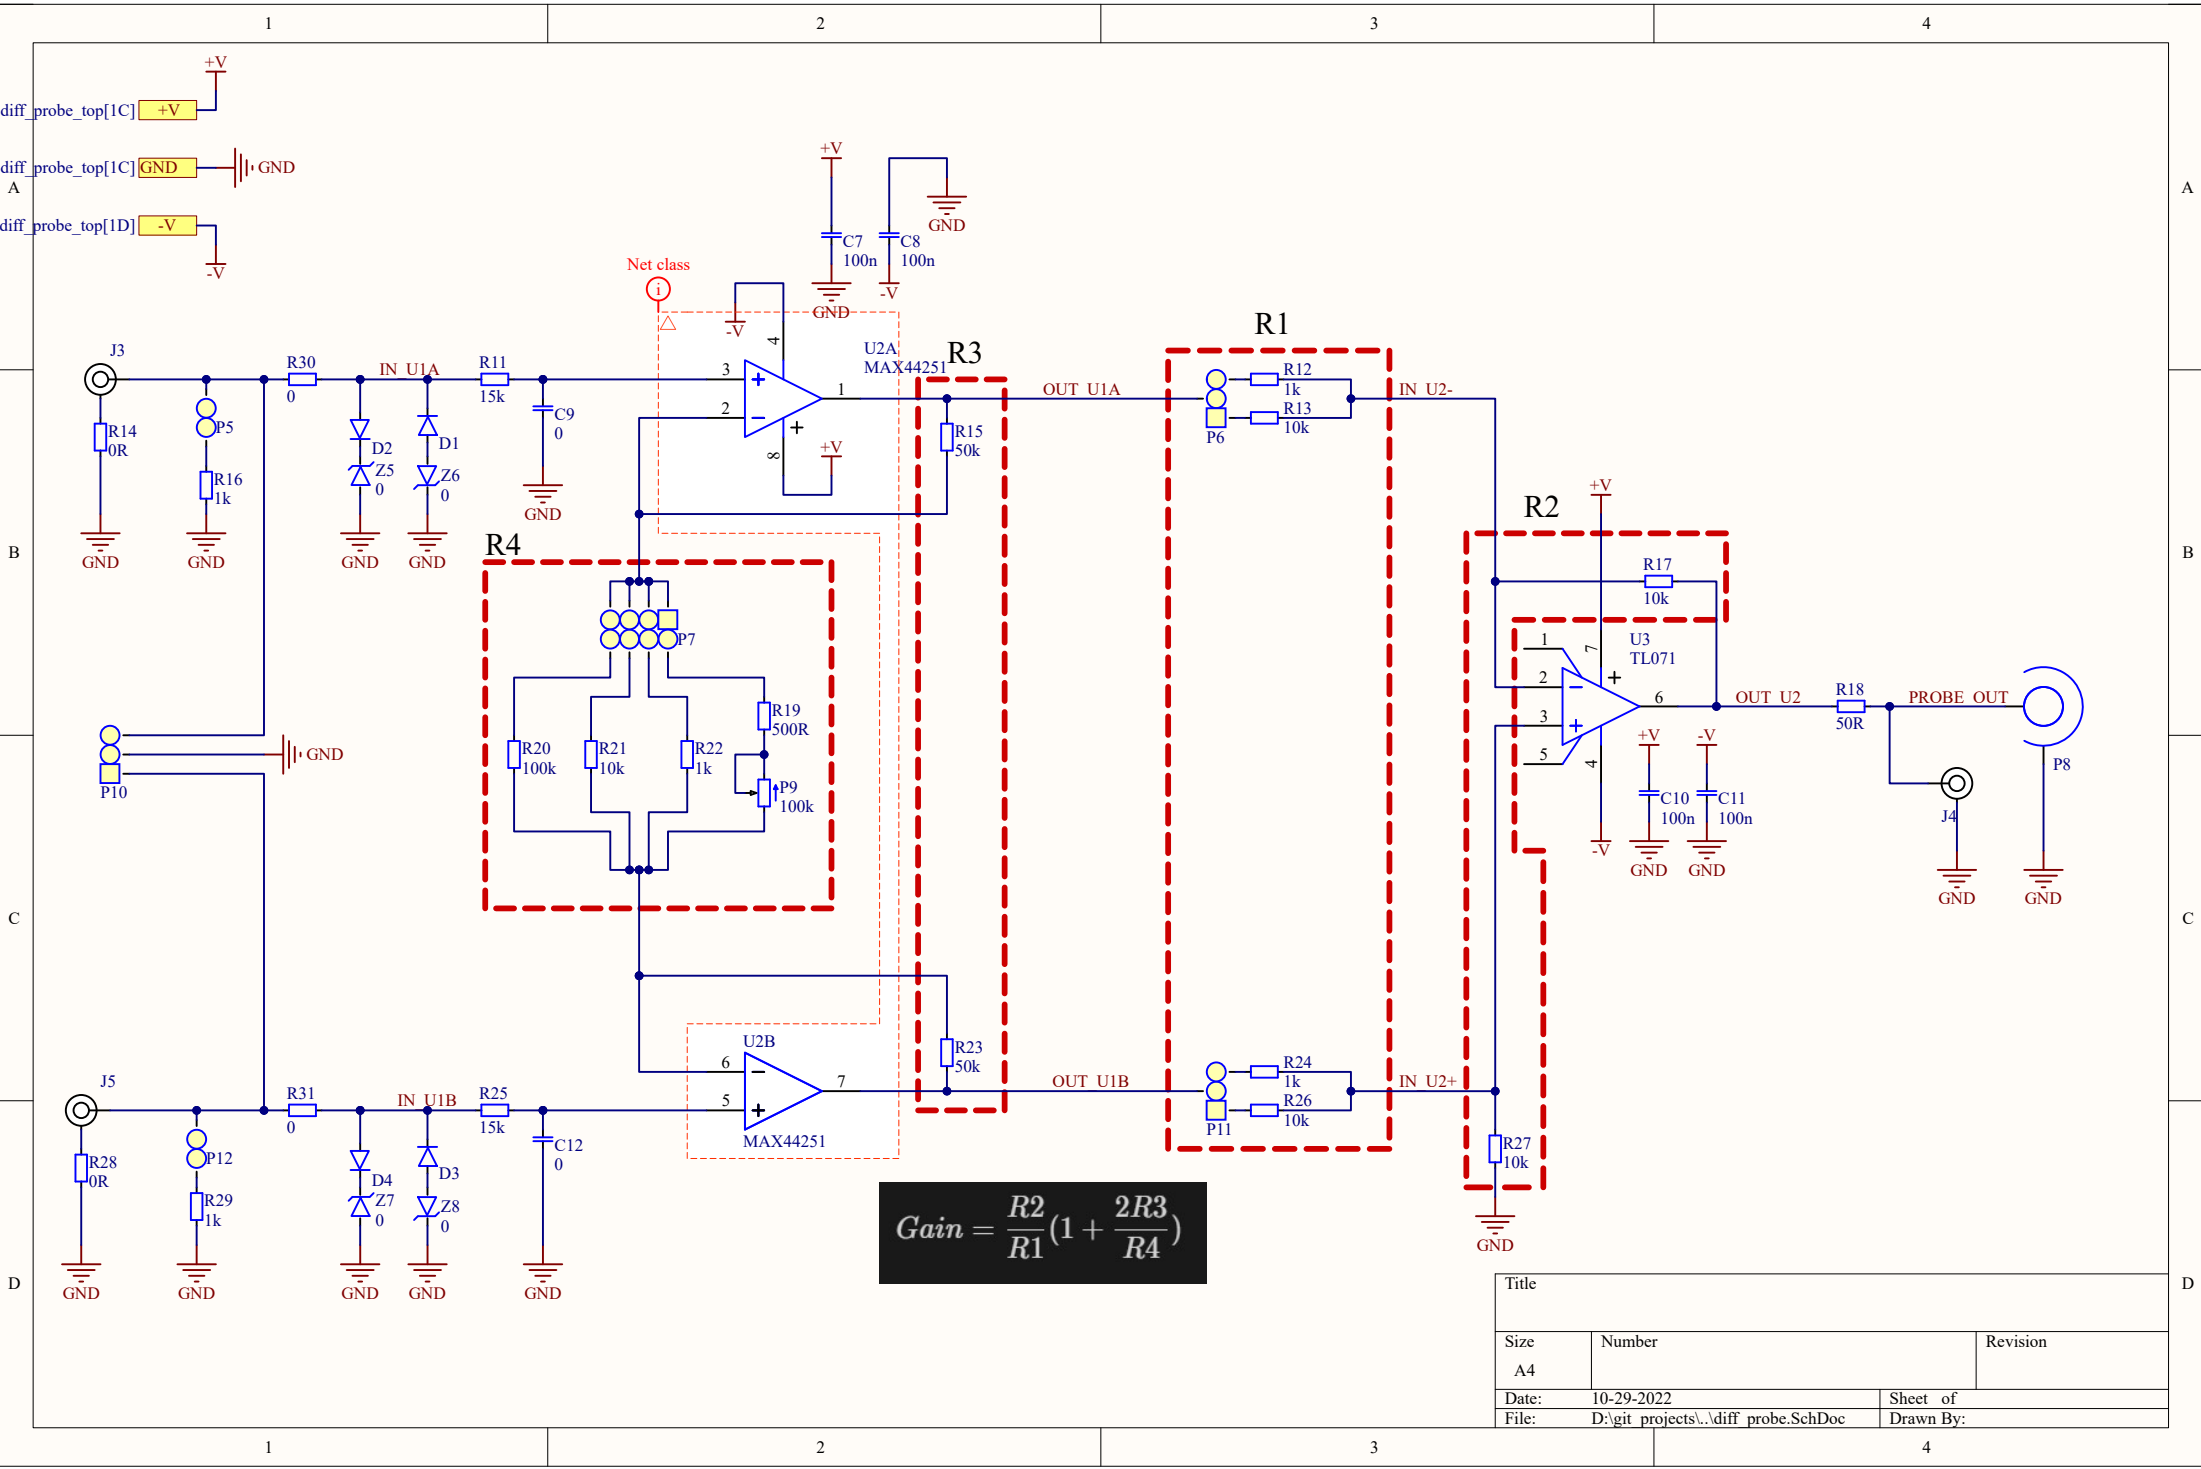 1 2 3 4
+V
diff_probe_top[1C] +V
diff_probe_top[1C] GND GND
A A
diff_probe_top[1D] -V
-V
+V
GND
C7
100n
C8
100n
GND
-V
Net class
i
-V
4
U2A
MAX44251
3
2
1
8
+V
J3
R30
0
IN_U1A
R11
15k
C9
0
GND
R14
0R
GND
P5
R16
1k
GND
D2
Z5
0
GND
D1
Z6
0
GND
R3
R15
50k
OUT_U1A
R1
R12
1k
R13
10k
P6
IN_U2-
B B
R4
P7
R20
100k
R21
10k
R22
1k
R19
500R
P9
100k
P10
GND
R2
+V
R17
10k
U3
TL071
1
2
3
5
7
4
6
-V
OUT_U2
R18
50R
PROBE_OUT
P8
GND
J4
GND
+V
C10
100n
GND
-V
C11
100n
GND
C C
R23
50k
U2B
6
5
7
MAX44251
OUT_U1B
R24
1k
R26
10k
P11
IN_U2+
R27
10k
GND
J5
R31
0
IN_U1B
R25
15k
C12
0
GND
R28
0R
GND
P12
R29
1k
GND
D4
Z7
0
GND
D3
Z8
0
GND
Gain = R2/R1(1 + 2R3/R4)
D D
Title
Size Number Revision
A4
Date: 10-29-2022 Sheet of
File: D:\git_projects\..\diff_probe.SchDoc Drawn By:
1 2 3 4